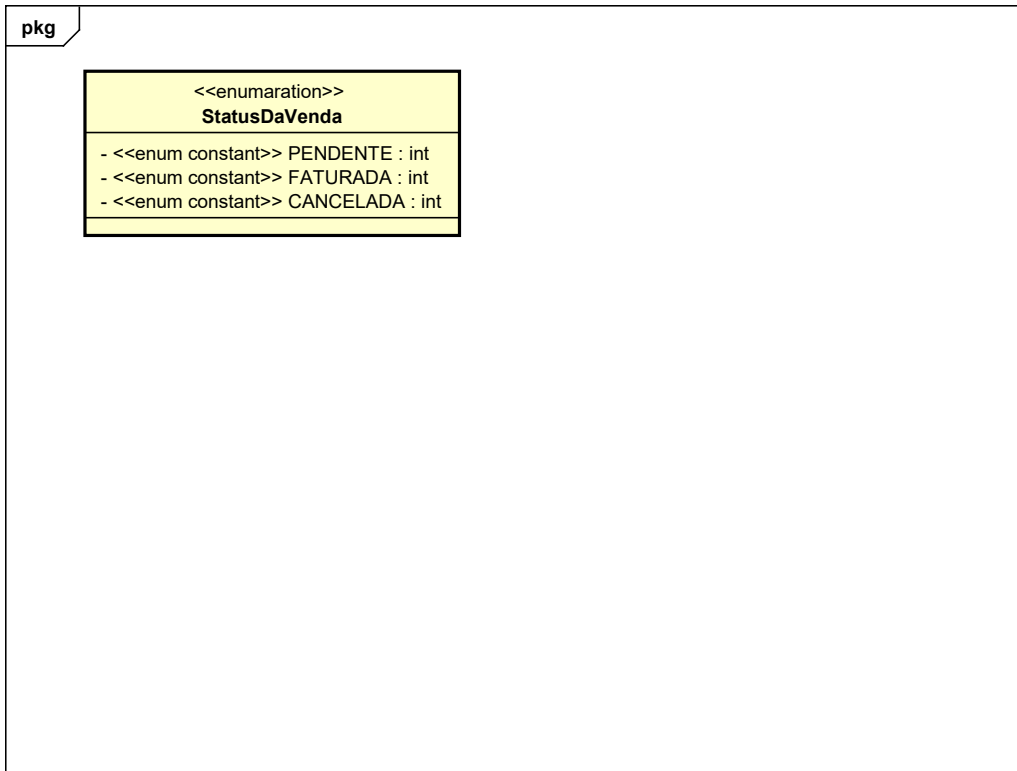 pkg
<<enumaration>>
StatusDaVenda
- <<enum constant>> PENDENTE : int
- <<enum constant>> FATURADA : int
- <<enum constant>> CANCELADA : int